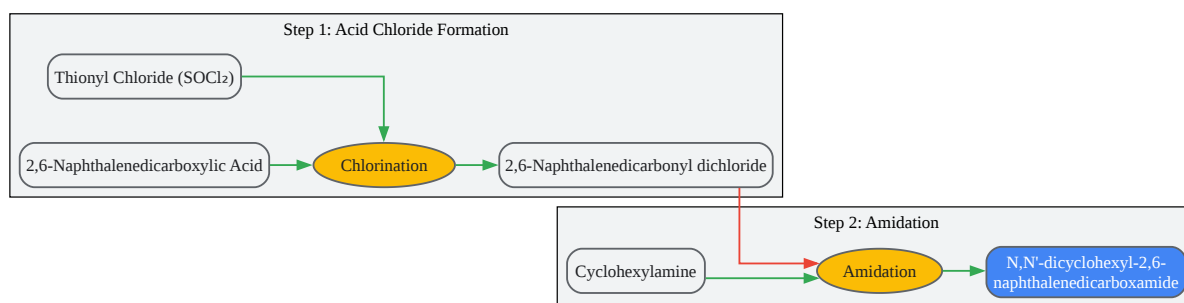 Step 1: Acid Chloride Formation
Thionyl Chloride (SOCl₂)
2,6-Naphthalenedicarboxylic Acid
Chlorination
2,6-Naphthalenedicarbonyl dichloride
Step 2: Amidation
Cyclohexylamine
Amidation
N,N'-dicyclohexyl-2,6-
naphthalenedicarboxamide